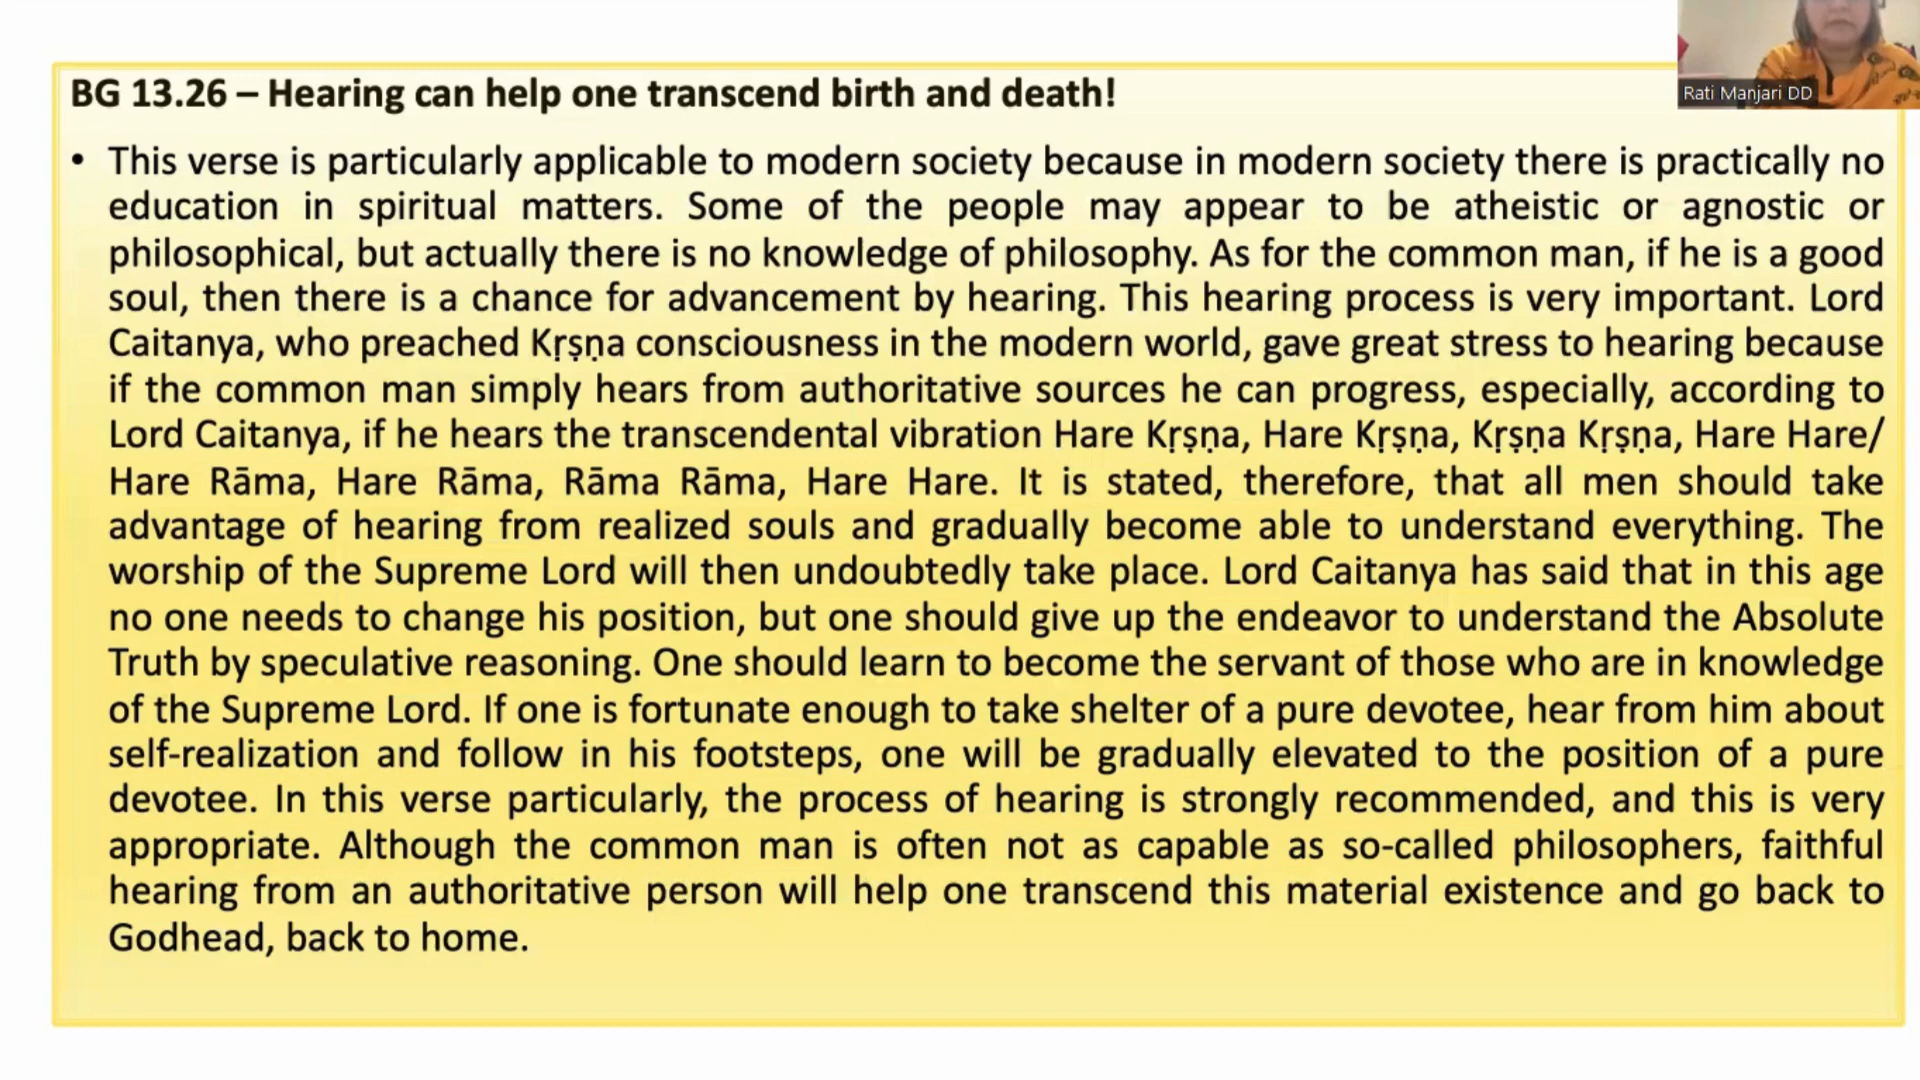 BG 13.26 – Hearing can help one transcend birth and death!
Rati Manjari DD
• This verse is particularly applicable to modern society because in modern society there is practically no
education in spiritual matters. Some of the people may appear to be atheistic or agnostic or
philosophical, but actually there is no knowledge of philosophy. As for the common man, if he is a good
soul, then there is a chance for advancement by hearing. This hearing process is very important. Lord
Caitanya, who preached Kṛṣṇa consciousness in the modern world, gave great stress to hearing because
if the common man simply hears from authoritative sources he can progress, especially, according to
Lord Caitanya, if he hears the transcendental vibration Hare Kṛṣṇa, Hare Kṛṣṇa, Kṛṣṇa Kṛṣṇa, Hare Hare/
Hare Rāma, Hare Rāma, Rāma Rāma, Hare Hare. It is stated, therefore, that all men should take
advantage of hearing from realized souls and gradually become able to understand everything. The
worship of the Supreme Lord will then undoubtedly take place. Lord Caitanya has said that in this age
no one needs to change his position, but one should give up the endeavor to understand the Absolute
Truth by speculative reasoning. One should learn to become the servant of those who are in knowledge
of the Supreme Lord. If one is fortunate enough to take shelter of a pure devotee, hear from him about
self-realization and follow in his footsteps, one will be gradually elevated to the position of a pure
devotee. In this verse particularly, the process of hearing is strongly recommended, and this is very
appropriate. Although the common man is often not as capable as so-called philosophers, faithful
hearing from an authoritative person will help one transcend this material existence and go back to
Godhead, back to home.